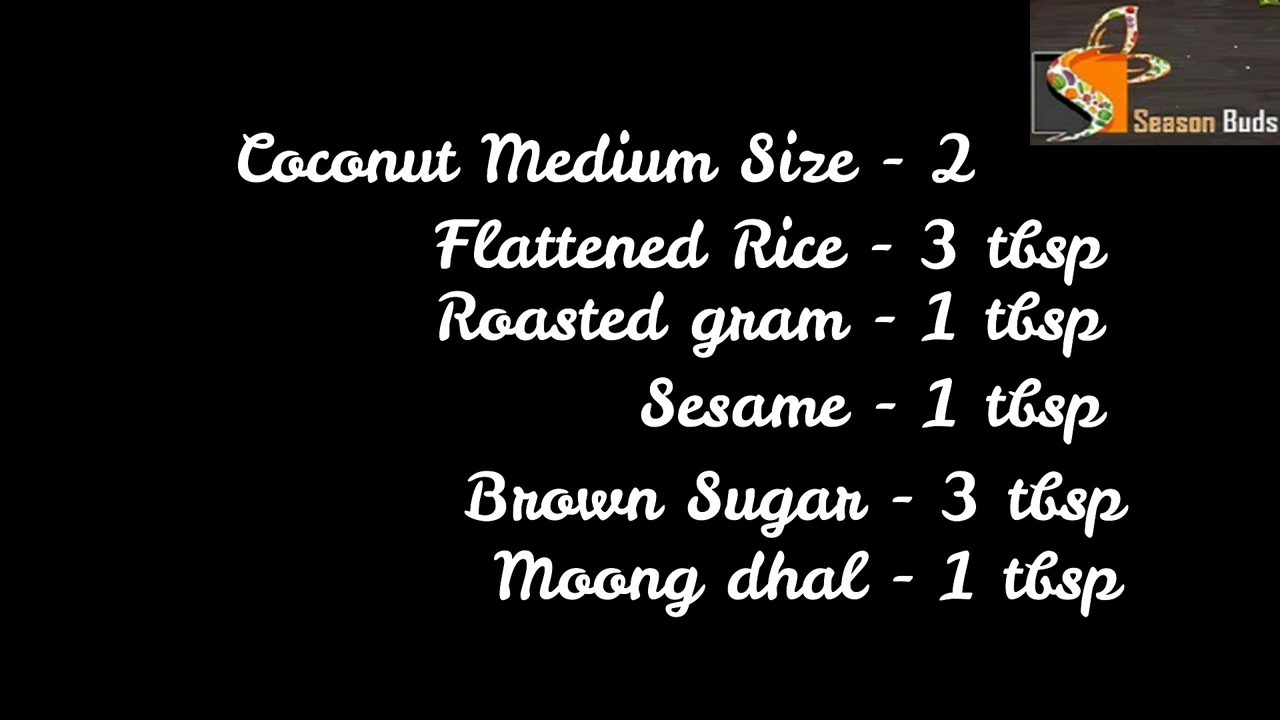 Season Buds
Coconut Medium Size - 2
Flattened Rice - 3 tbsp
Roasted gram - 1 tbsp
Sesame - 1 tbsp
Brown Sugar - 3 tbsp
Moong dhal - 1 tbsp